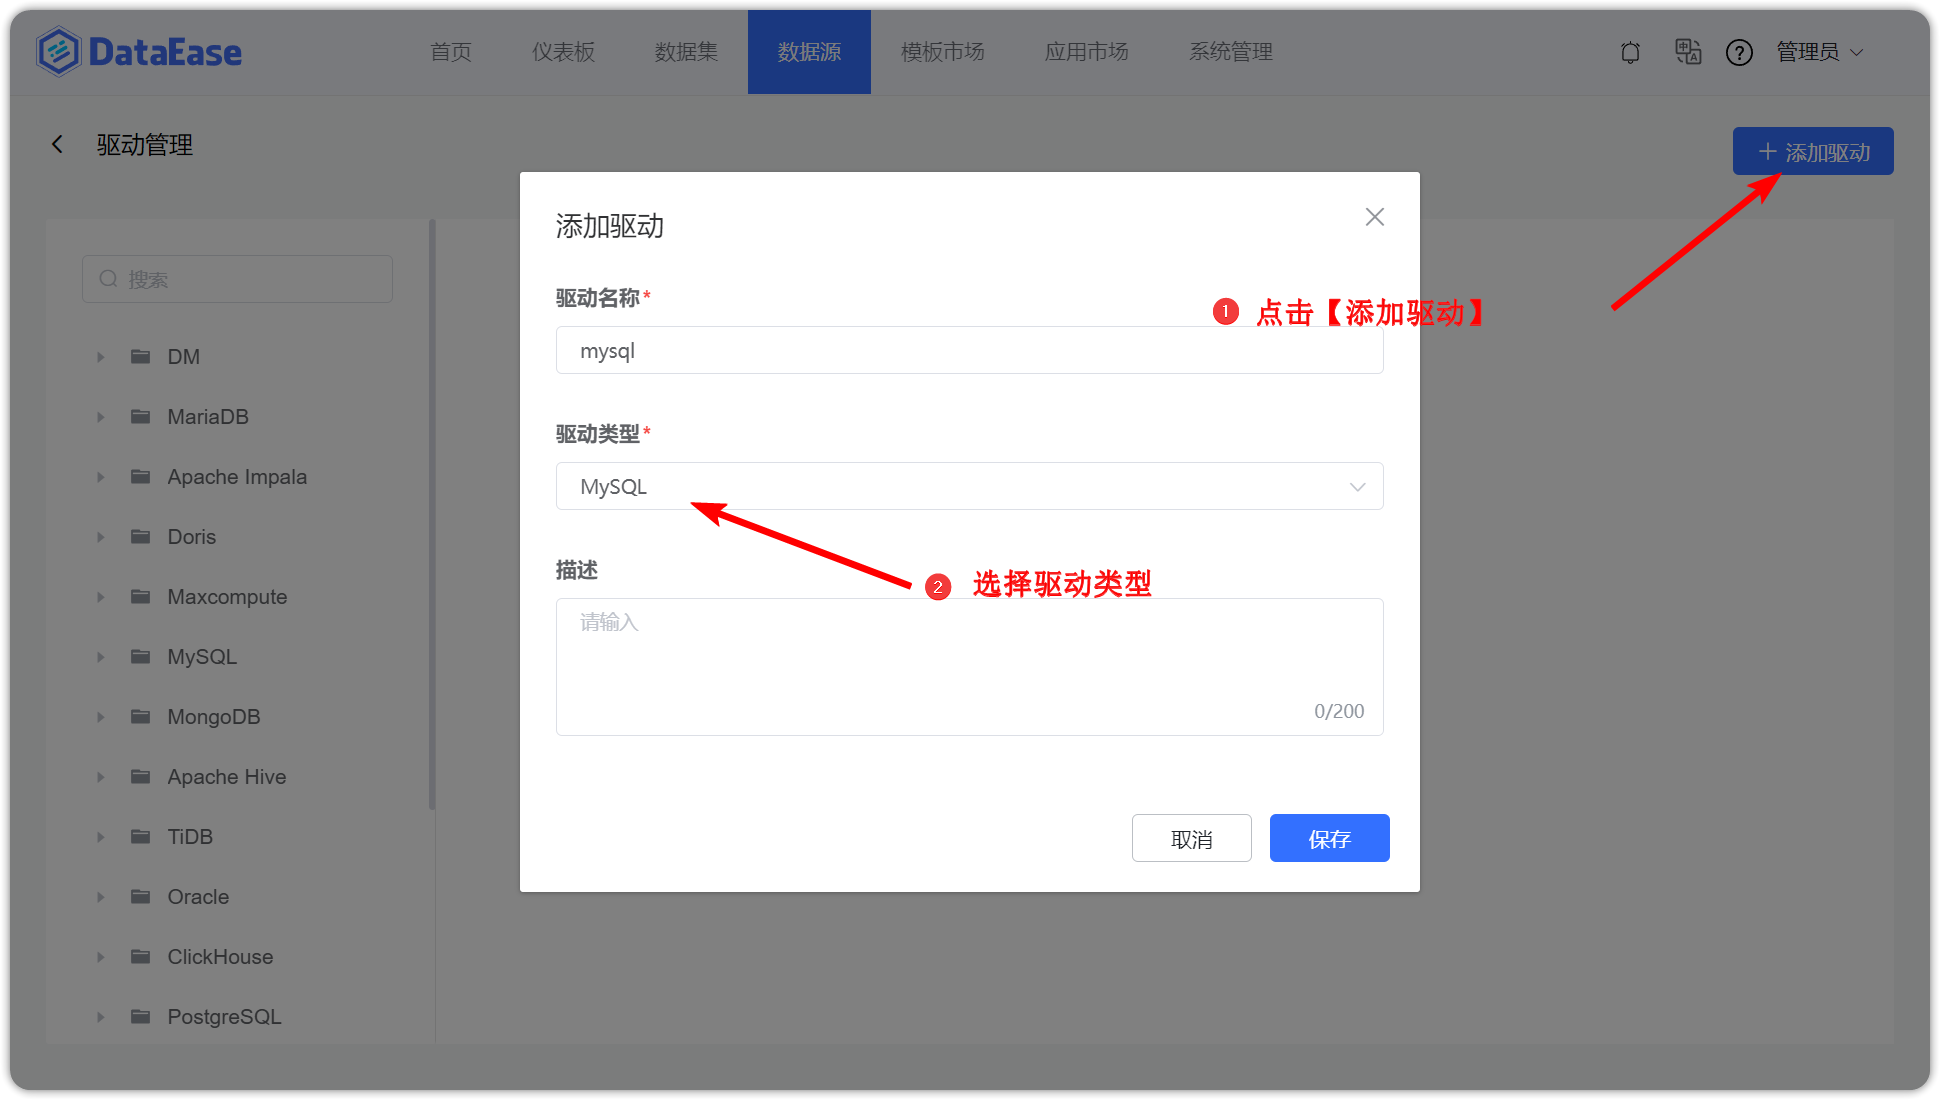 DataEase
首页
仪表板
数据集
数据源
模板市场
应用市场
系统管理
管理员
驱动管理
添加驱动
搜索
DM
MariaDB
Apache Impala
Doris
Maxcompute
MySQL
MongoDB
Apache Hive
TiDB
Oracle
ClickHouse
PostgreSQL
添加驱动
驱动名称*
1 点击【添加驱动】
mysql
驱动类型*
MySQL
描述
2 选择驱动类型
请输入
0/200
取消
保存